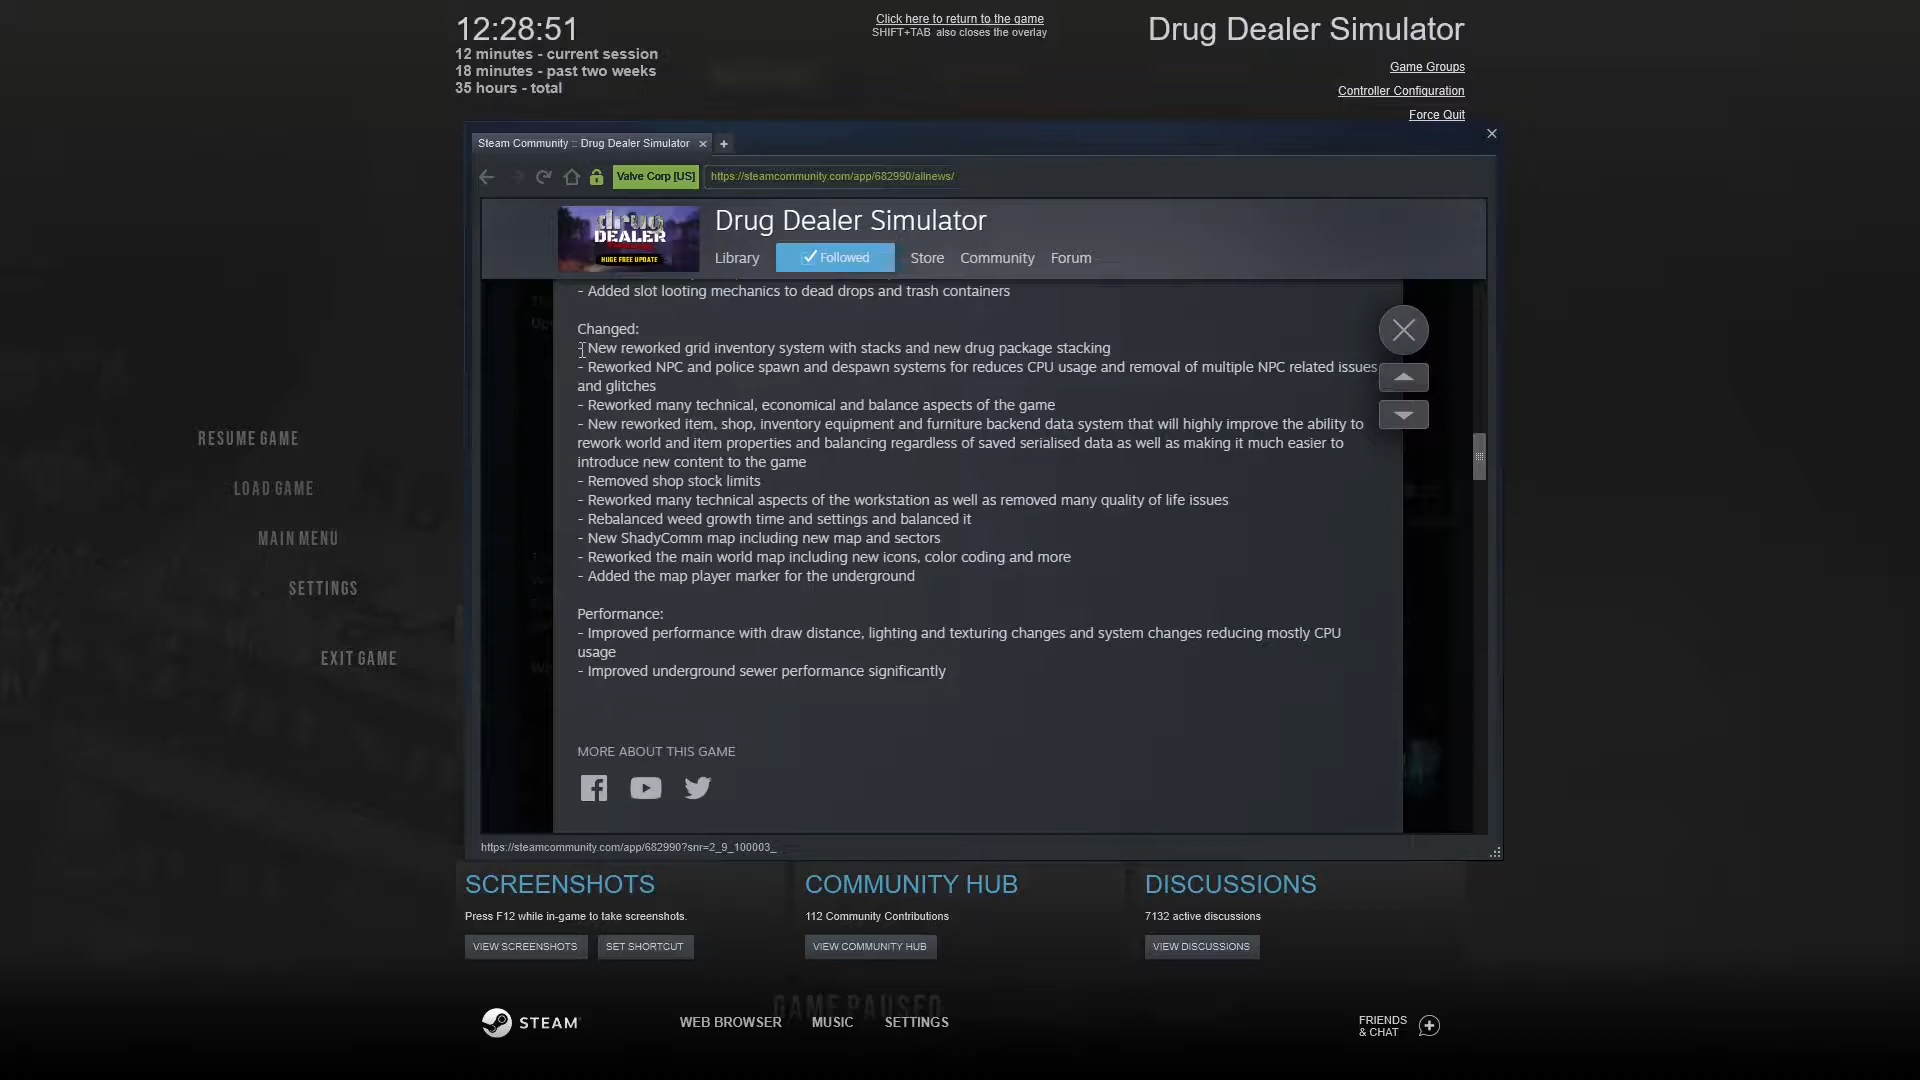 12:28:51
12 minutes - current session
18 minutes - past two weeks
35 hours - total
Click here to return to the game
SHIFT+TAB also closes the overlay
Drug Dealer Simulator
Game Groups
Controller Configuration
Force Quit
Steam Community :: Drug Dealer Simulator
Valve Corp [US]
https://steamcommunity.com/app/682990/allnews/
drug
DEALER
HUGE FREE UPDATE
Drug Dealer Simulator
Library
Followed
Store
Community
Forum
- Added slot looting mechanics to dead drops and trash containers
Changed:
- New reworked grid inventory system with stacks and new drug package stacking
- Reworked NPC and police spawn and despawn systems for reduces CPU usage and removal of multiple NPC related issues
and glitches
- Reworked many technical, economical and balance aspects of the game
- New reworked item, shop, inventory equipment and furniture backend data system that will highly improve the ability to
rework world and item properties and balancing regardless of saved serialised data as well as making it much easier to
introduce new content to the game
- Removed shop stock limits
- Reworked many technical aspects of the workstation as well as removed many quality of life issues
- Rebalanced weed growth time and settings and balanced it
- New ShadyComm map including new map and sectors
- Reworked the main world map including new icons, color coding and more
- Added the map player marker for the underground
Performance:
- Improved performance with draw distance, lighting and texturing changes and system changes reducing mostly CPU
usage
- Improved underground sewer performance significantly
MORE ABOUT THIS GAME
https://steamcommunity.com/app/682990?snr=2_9_100003_
RESUME GAME
LOAD GAME
MAIN MENU
SETTINGS
EXIT GAME
SCREENSHOTS
Press F12 while in-game to take screenshots.
VIEW SCREENSHOTS
SET SHORTCUT
COMMUNITY HUB
112 Community Contributions
VIEW COMMUNITY HUB
DISCUSSIONS
7132 active discussions
VIEW DISCUSSIONS
GAME PAUSED
STEAM
WEB BROWSER
MUSIC
SETTINGS
FRIENDS
& CHAT